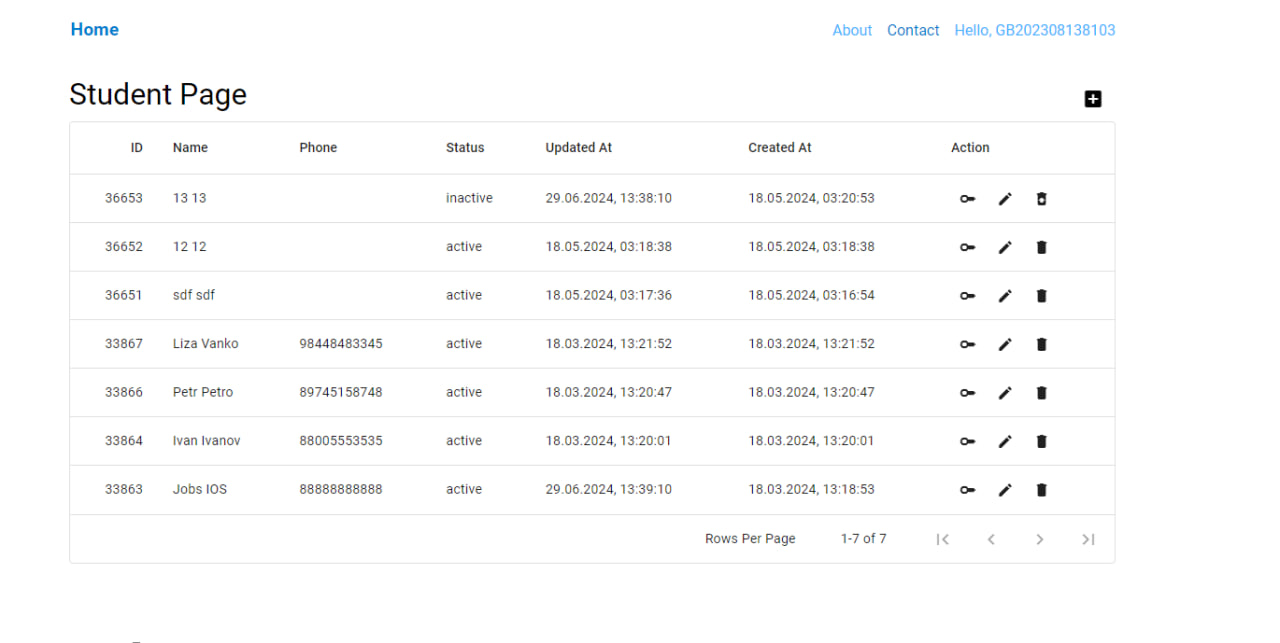 Home About Contact Hello, GB202308138103
Student Page
ID Name Phone Status Updated At Created At Action
36653 13 13 inactive 29.06.2024, 13:38:10 18.05.2024, 03:20:53
36652 12 12 active 18.05.2024, 03:18:38 18.05.2024, 03:18:38
36651 sdf sdf active 18.05.2024, 03:17:36 18.05.2024, 03:16:54
33867 Liza Vanko 98448483345 active 18.03.2024, 13:21:52 18.03.2024, 13:21:52
33866 Petr Petro 89745158748 active 18.03.2024, 13:20:47 18.03.2024, 13:20:47
33864 Ivan Ivanov 88005553535 active 18.03.2024, 13:20:01 18.03.2024, 13:20:01
33863 Jobs IOS 88888888888 active 29.06.2024, 13:39:10 18.03.2024, 13:18:53
Rows Per Page 1-7 of 7